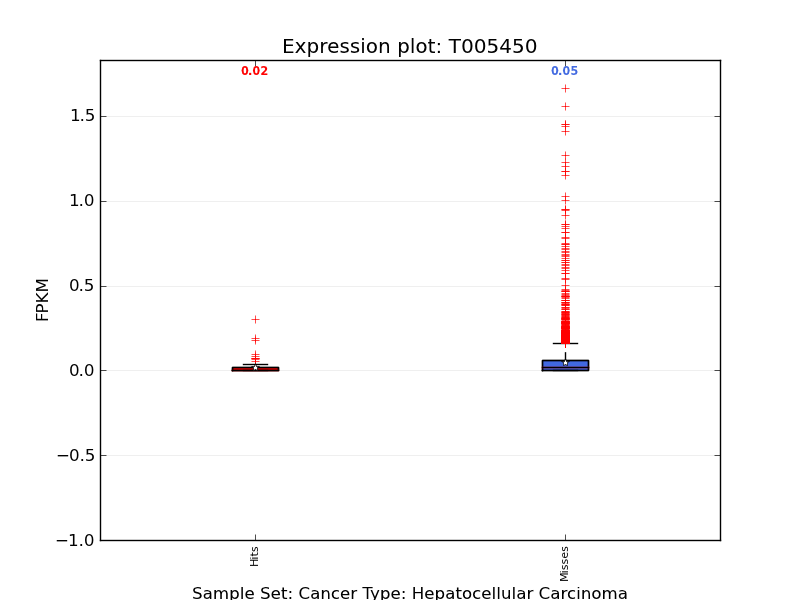 Expression plot: T005450
0.02
0.05
1.5
1.0
0.5
0.0
−0.5
−1.0
FPKM
Hits
Misses
Sample Set: Cancer Type: Hepatocellular Carcinoma